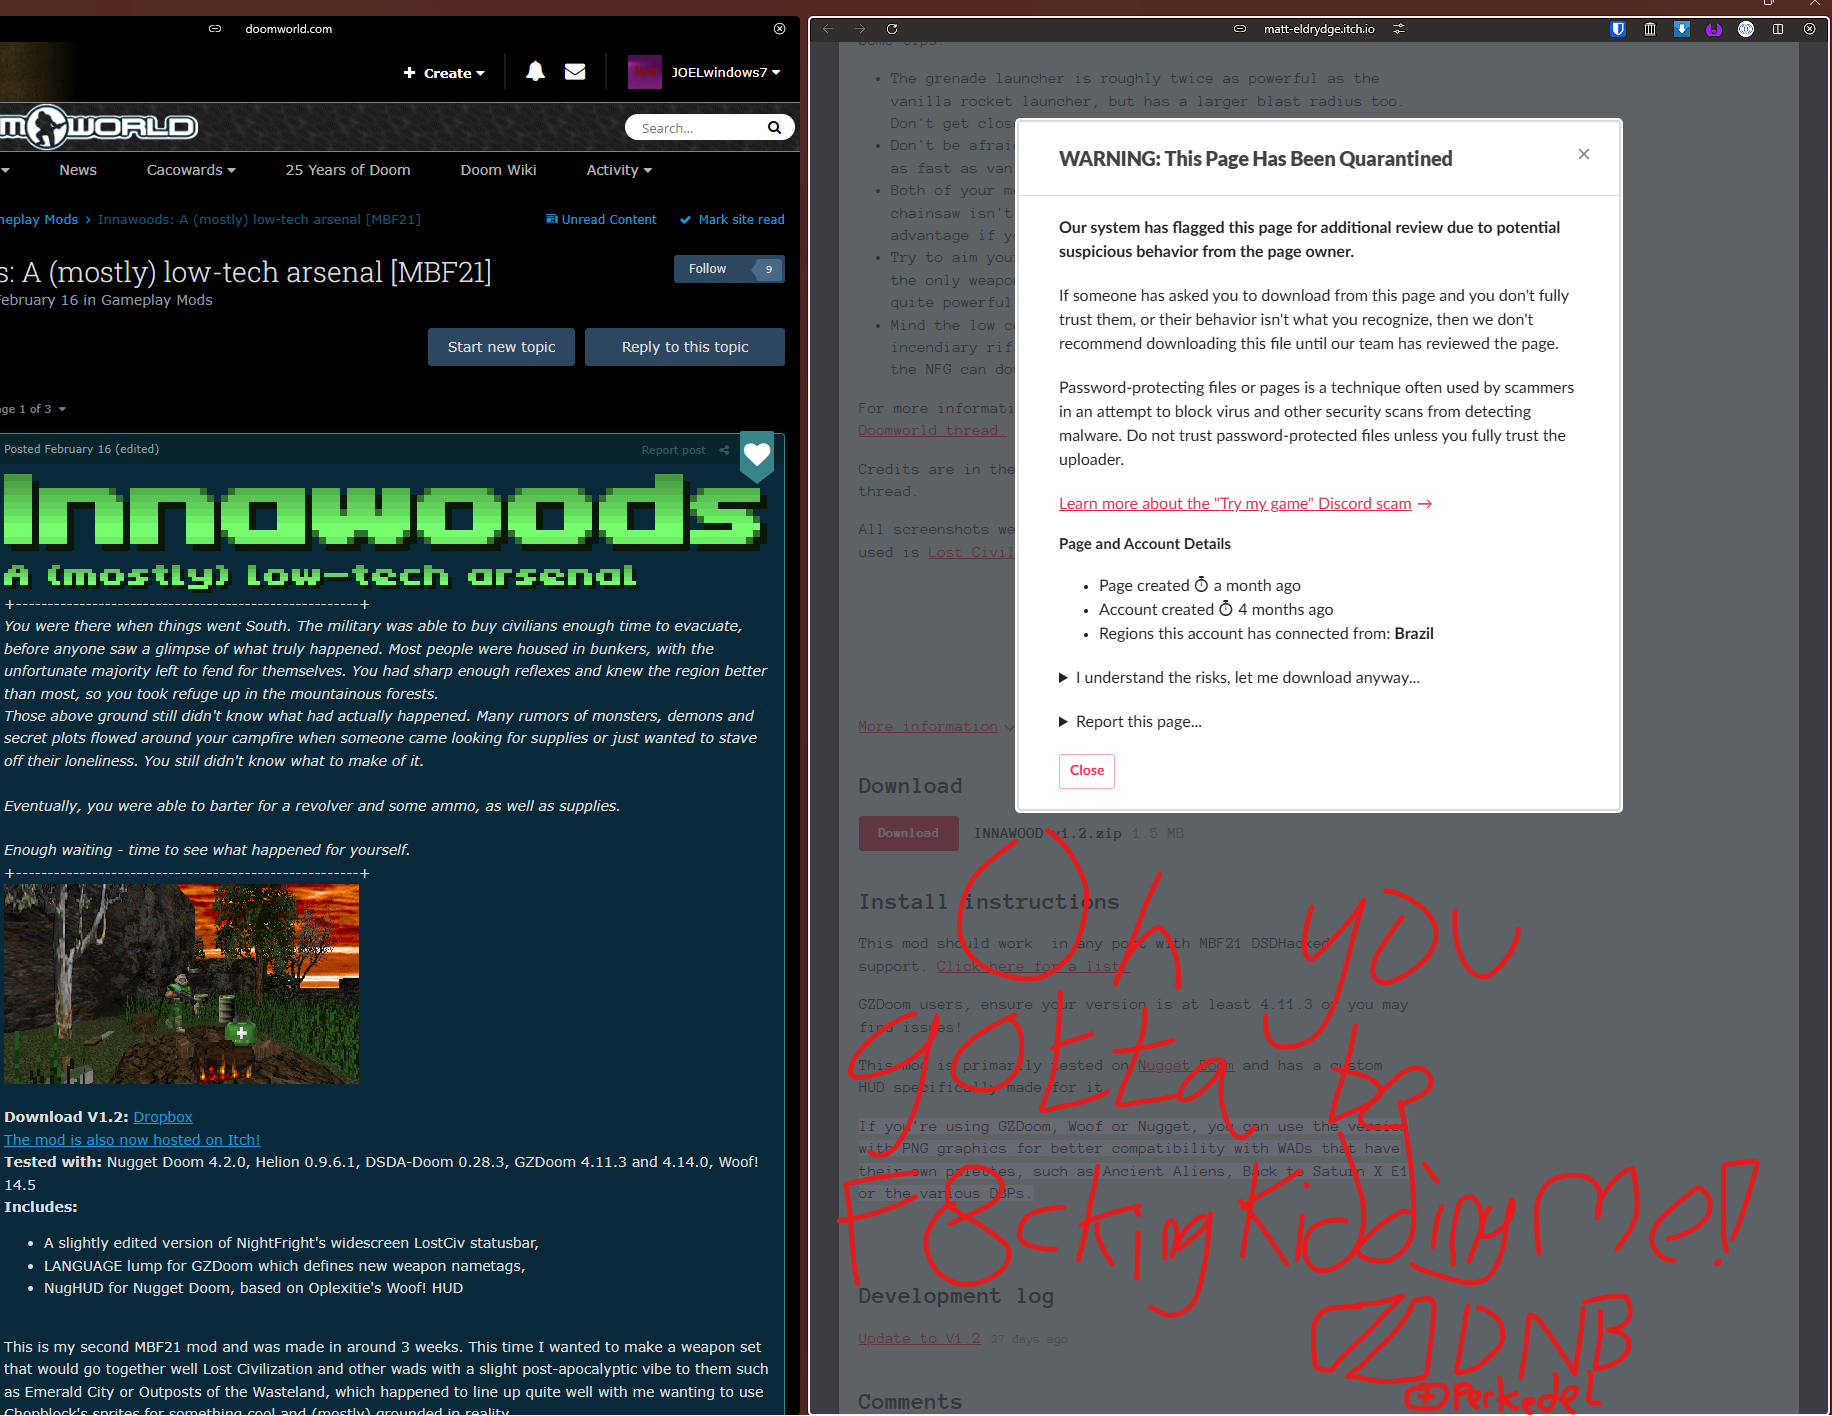 doomworld.com
+ Create
JOELwindows7
WORLD
Search...
News
Cacowards
25 Years of Doom
Doom Wiki
Activity
Gameplay Mods > Innawoods: A (mostly) low-tech arsenal [MBF21]
Unread Content
Mark site read
s: A (mostly) low-tech arsenal [MBF21]
Follow 9
February 16 in Gameplay Mods
Start new topic
Reply to this topic
age 1 of 3
Posted February 16 (edited)
Report post
Innawoods
A (mostly) low-tech arsenal
+------------------------------------------------------+
You were there when things went South. The military was able to buy civilians enough time to evacuate,
before anyone saw a glimpse of what truly happened. Most people were housed in bunkers, with the
unfortunate majority left to fend for themselves. You had sharp enough reflexes and knew the region better
than most, so you took refuge up in the mountainous forests.
Those above ground still didn't know what had actually happened. Many rumors of monsters, demons and
secret plots flowed around your campfire when someone came looking for supplies or just wanted to stave
off their loneliness. You still didn't know what to make of it.
Eventually, you were able to barter for a revolver and some ammo, as well as supplies.
Enough waiting - time to see what happened for yourself.
+------------------------------------------------------+
Download V1.2: Dropbox
The mod is also now hosted on Itch!
Tested with: Nugget Doom 4.2.0, Helion 0.9.6.1, DSDA-Doom 0.28.3, GZDoom 4.11.3 and 4.14.0, Woof!
14.5
Includes:
• A slightly edited version of NightFright's widescreen LostCiv statusbar,
• LANGUAGE lump for GZDoom which defines new weapon nametags,
• NugHUD for Nugget Doom, based on Oplexitie's Woof! HUD
This is my second MBF21 mod and was made in around 3 weeks. This time I wanted to make a weapon set
that would go together well Lost Civilization and other wads with a slight post-apocalyptic vibe to them such
as Emerald City or Outposts of the Wasteland, which happened to line up quite well with me wanting to use
Chopblock's sprites for something cool and (mostly) grounded in reality.
matt-eldrydge.itch.io
Some tips:
• The grenade launcher is roughly twice as powerful as the
vanilla rocket launcher, but has a larger blast radius too.
Don't get clos
• Don't be afrai
as fast as van
• Both of your m
chainsaw isn't
advantage if y
• Try to aim you
the only weapo
quite powerful
• Mind the low c
incendiary rif
the NFG can do
For more informati
Doomworld thread.
Credits are in the
thread.
All screenshots we
used is Lost Civil
More information
WARNING: This Page Has Been Quarantined
Our system has flagged this page for additional review due to potential
suspicious behavior from the page owner.
If someone has asked you to download from this page and you don't fully
trust them, or their behavior isn't what you recognize, then we don't
recommend downloading this file until our team has reviewed the page.
Password-protecting files or pages is a technique often used by scammers
in an attempt to block virus and other security scans from detecting
malware. Do not trust password-protected files unless you fully trust the
uploader.
Learn more about the "Try my game" Discord scam →
Page and Account Details
• Page created a month ago
• Account created 4 months ago
• Regions this account has connected from: Brazil
I understand the risks, let me download anyway...
Report this page...
Close
Download
Download INNAWOOD v1.2.zip 1.5 MB
Install instructions
This mod should work in any port with MBF21 DSDHacked
support. Click here for a list.
GZDoom users, ensure your version is at least 4.11.3 or you may
find issues!
This mod is primarily tested on Nugget Doom and has a custom
HUD specifically made for it
If you're using GZDoom, Woof or Nugget, you can use the version
with PNG graphics for better compatibility with WADs that have
their own palettes, such as Ancient Aliens, Back to Saturn X E1
or the various DBPs.
Development log
Update to V1.2 27 days ago
Comments
Oh you
gotta be
F8cking Kidding me!
DNB
Perkedel